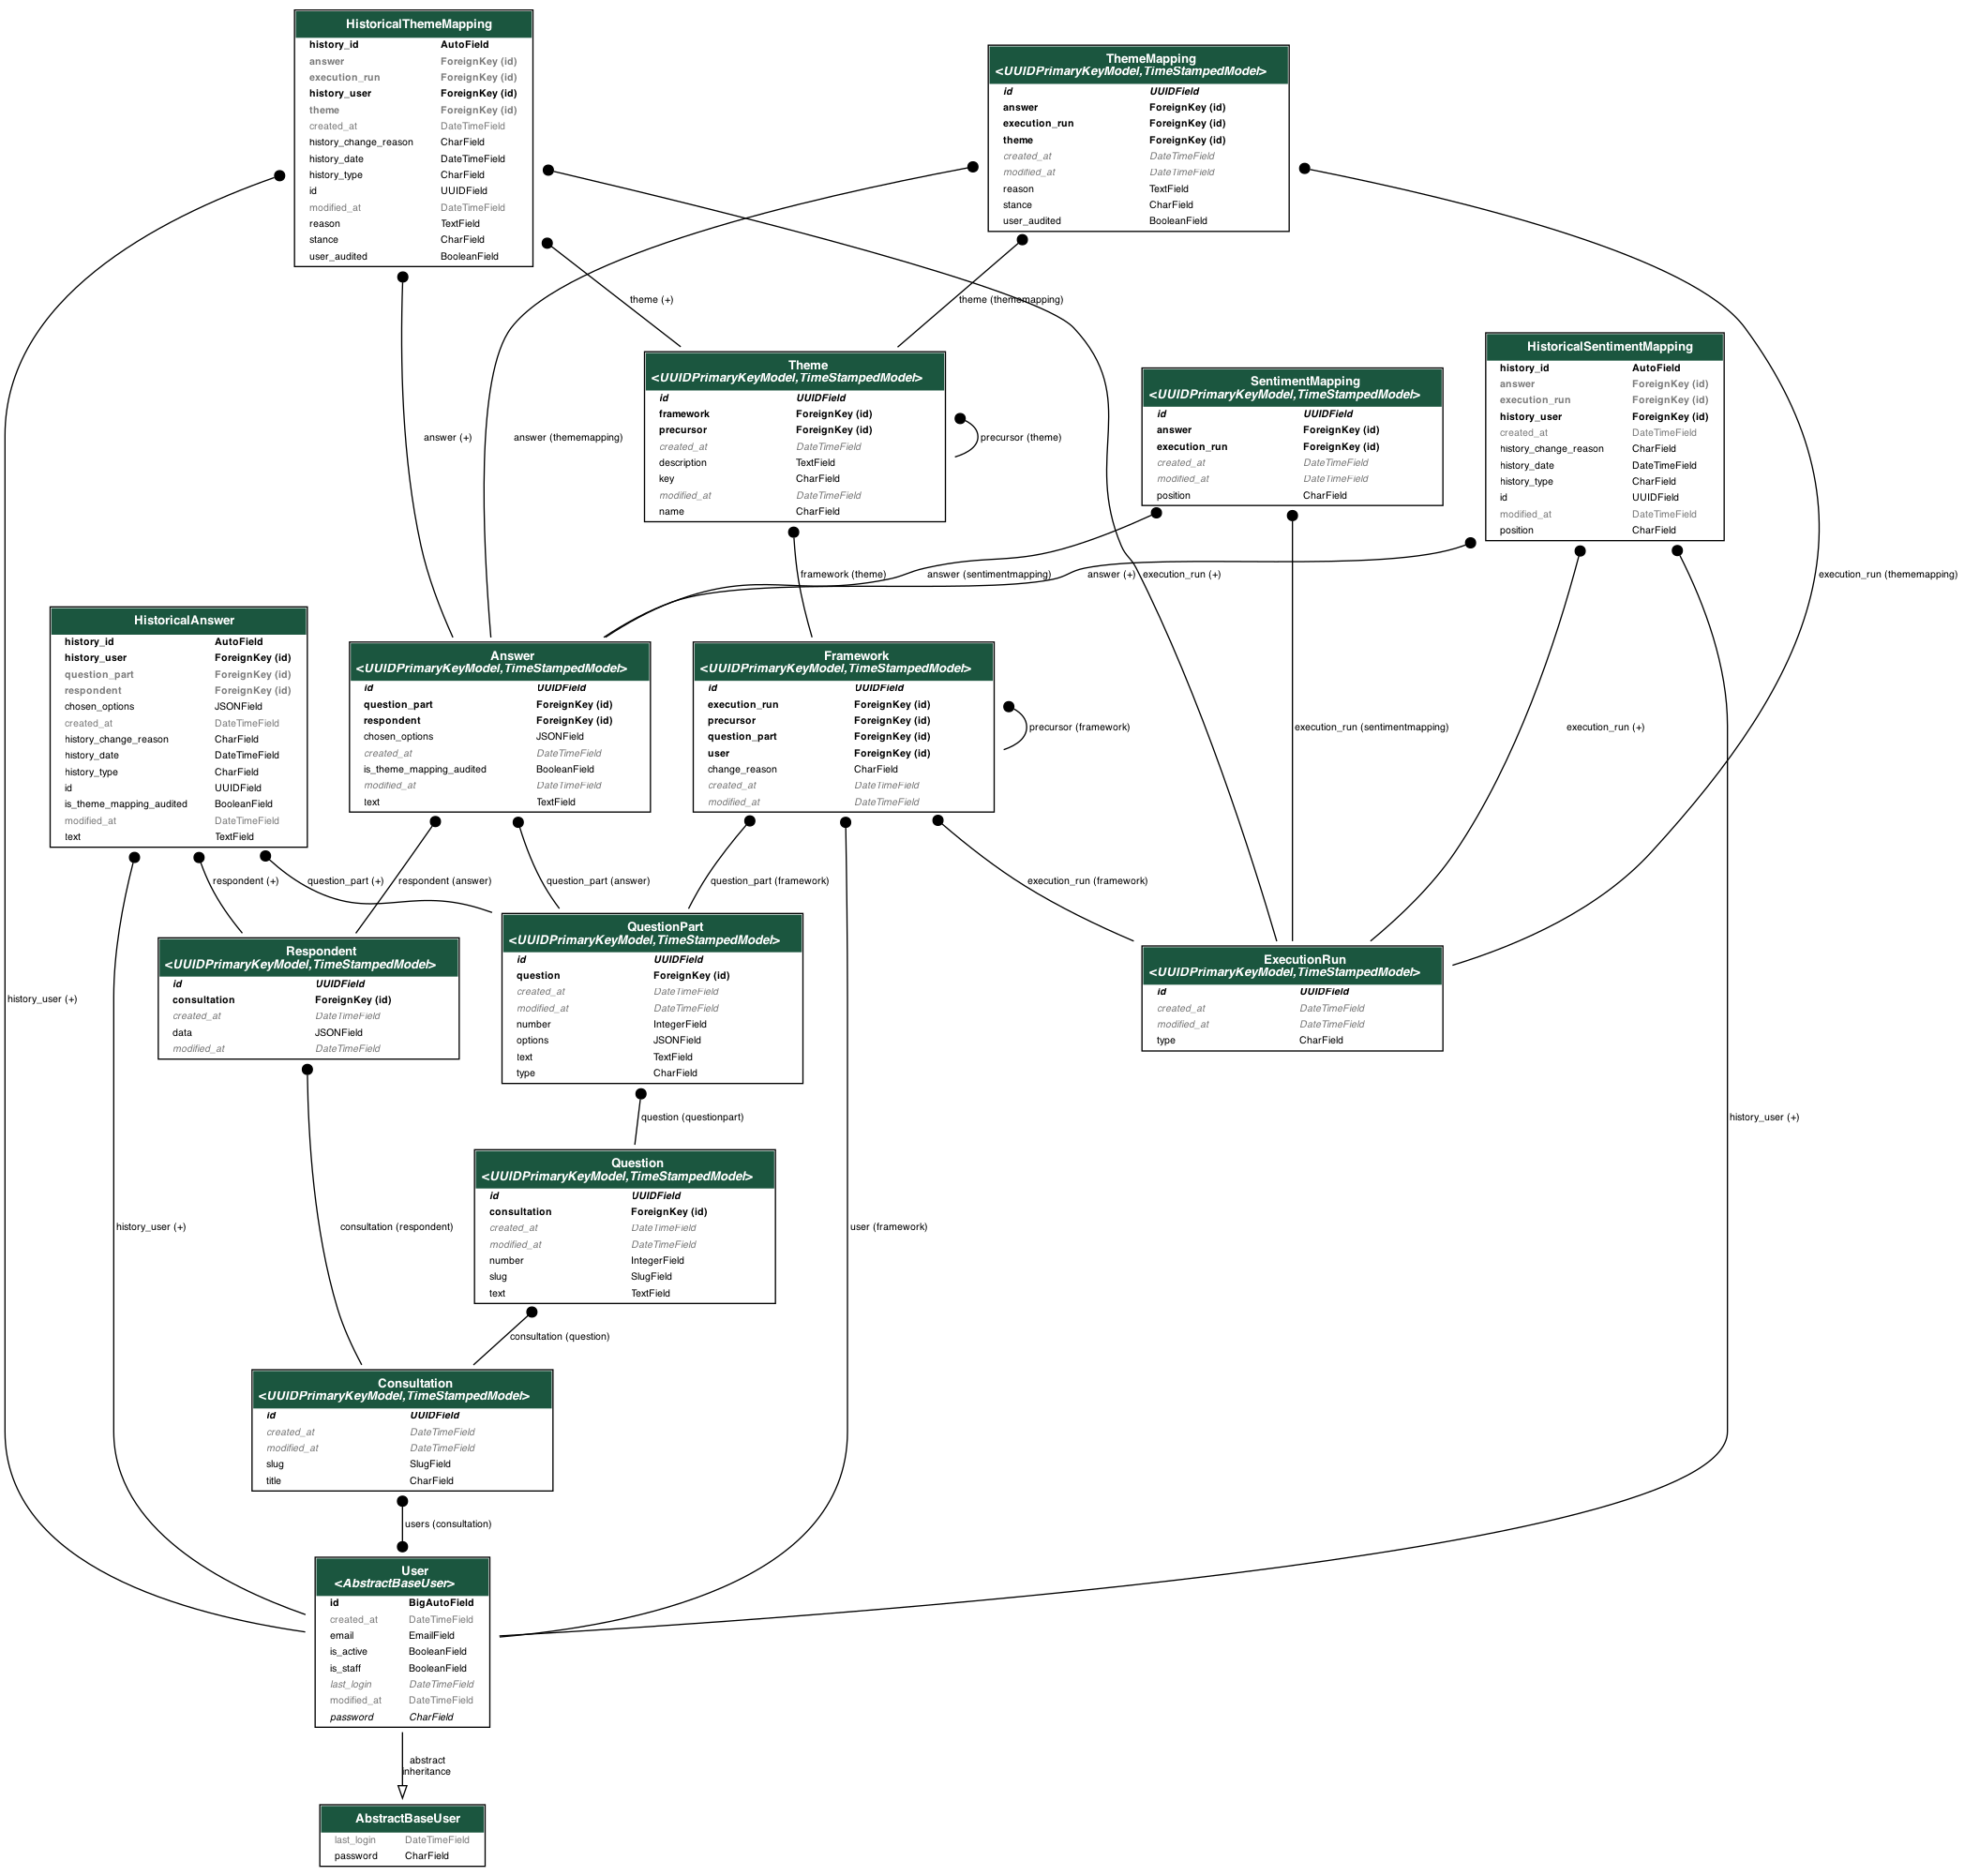 HistoricalThemeMapping
history_id AutoField
answer ForeignKey (id)
execution_run ForeignKey (id)
history_user ForeignKey (id)
theme ForeignKey (id)
created_at DateTimeField
history_change_reason CharField
history_date DateTimeField
history_type CharField
id UUIDField
modified_at DateTimeField
reason TextField
stance CharField
user_audited BooleanField
ThemeMapping
<UUIDPrimaryKeyModel,TimeStampedModel>
id UUIDField
answer ForeignKey (id)
execution_run ForeignKey (id)
theme ForeignKey (id)
created_at DateTimeField
modified_at DateTimeField
reason TextField
stance CharField
user_audited BooleanField
theme (+)
theme (thememapping)
Theme
<UUIDPrimaryKeyModel,TimeStampedModel>
id UUIDField
framework ForeignKey (id)
precursor ForeignKey (id)
created_at DateTimeField
description TextField
key CharField
modified_at DateTimeField
name CharField
SentimentMapping
<UUIDPrimaryKeyModel,TimeStampedModel>
id UUIDField
answer ForeignKey (id)
execution_run ForeignKey (id)
created_at DateTimeField
modified_at DateTimeField
position CharField
HistoricalSentimentMapping
history_id AutoField
answer ForeignKey (id)
execution_run ForeignKey (id)
history_user ForeignKey (id)
created_at DateTimeField
history_change_reason CharField
history_date DateTimeField
history_type CharField
id UUIDField
modified_at DateTimeField
position CharField
answer (+)
answer (thememapping)
precursor (theme)
framework (theme)
answer (sentimentmapping)
answer (+)
execution_run (+)
execution_run (thememapping)
HistoricalAnswer
history_id AutoField
history_user ForeignKey (id)
question_part ForeignKey (id)
respondent ForeignKey (id)
chosen_options JSONField
created_at DateTimeField
history_change_reason CharField
history_date DateTimeField
history_type CharField
id UUIDField
is_theme_mapping_audited BooleanField
modified_at DateTimeField
text TextField
Answer
<UUIDPrimaryKeyModel,TimeStampedModel>
id UUIDField
question_part ForeignKey (id)
respondent ForeignKey (id)
chosen_options JSONField
created_at DateTimeField
is_theme_mapping_audited BooleanField
modified_at DateTimeField
text TextField
Framework
<UUIDPrimaryKeyModel,TimeStampedModel>
id UUIDField
execution_run ForeignKey (id)
precursor ForeignKey (id)
question_part ForeignKey (id)
user ForeignKey (id)
change_reason CharField
created_at DateTimeField
modified_at DateTimeField
precursor (framework)
execution_run (sentimentmapping)
execution_run (+)
respondent (+)
question_part (+)
respondent (answer)
question_part (answer)
question_part (framework)
execution_run (framework)
Respondent
<UUIDPrimaryKeyModel,TimeStampedModel>
id UUIDField
consultation ForeignKey (id)
created_at DateTimeField
data JSONField
modified_at DateTimeField
QuestionPart
<UUIDPrimaryKeyModel,TimeStampedModel>
id UUIDField
question ForeignKey (id)
created_at DateTimeField
modified_at DateTimeField
number IntegerField
options JSONField
text TextField
type CharField
ExecutionRun
<UUIDPrimaryKeyModel,TimeStampedModel>
id UUIDField
created_at DateTimeField
modified_at DateTimeField
type CharField
history_user (+)
question (questionpart)
history_user (+)
Question
<UUIDPrimaryKeyModel,TimeStampedModel>
id UUIDField
consultation ForeignKey (id)
created_at DateTimeField
modified_at DateTimeField
number IntegerField
slug SlugField
text TextField
history_user (+)
consultation (respondent)
user (framework)
consultation (question)
Consultation
<UUIDPrimaryKeyModel,TimeStampedModel>
id UUIDField
created_at DateTimeField
modified_at DateTimeField
slug SlugField
title CharField
users (consultation)
User
<AbstractBaseUser>
id BigAutoField
created_at DateTimeField
email EmailField
is_active BooleanField
is_staff BooleanField
last_login DateTimeField
modified_at DateTimeField
password CharField
abstract
inheritance
AbstractBaseUser
last_login DateTimeField
password CharField